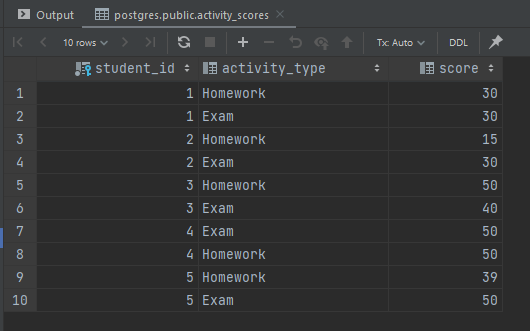 Output postgres.public.activity_scores
10 rows Tx: Auto DDL
student_id activity_type score
1 1 Homework 30
2 1 Exam 30
3 2 Homework 15
4 2 Exam 30
5 3 Homework 50
6 3 Exam 40
7 4 Exam 50
8 4 Homework 50
9 5 Homework 39
10 5 Exam 50